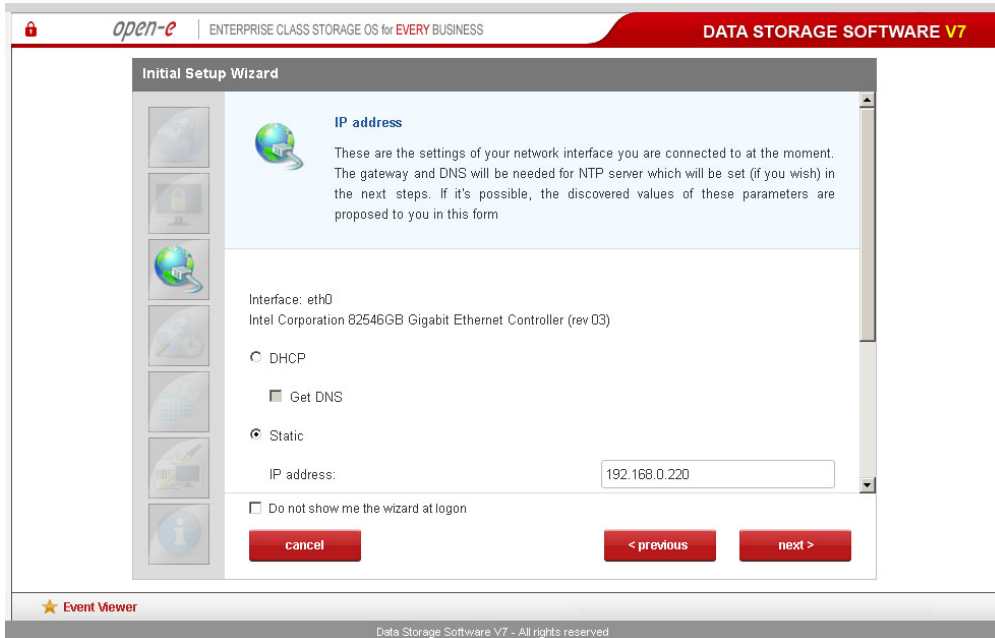 open-e
ENTERPRISE CLASS STORAGE OS for EVERY BUSINESS
DATA STORAGE SOFTWARE V7
Initial Setup Wizard
IP address
These are the settings of your network interface you are connected to at the moment.
The gateway and DNS will be needed for NTP server which will be set (if you wish) in
the next steps. If it's possible, the discovered values of these parameters are
proposed to you in this form
Interface: eth0
Intel Corporation 82546GB Gigabit Ethernet Controller (rev 03)
DHCP
Get DNS
Static
IP address:
192.168.0.220
Do not show me the wizard at logon
cancel
< previous
next >
Event Viewer
Data Storage Software V7 - All rights reserved